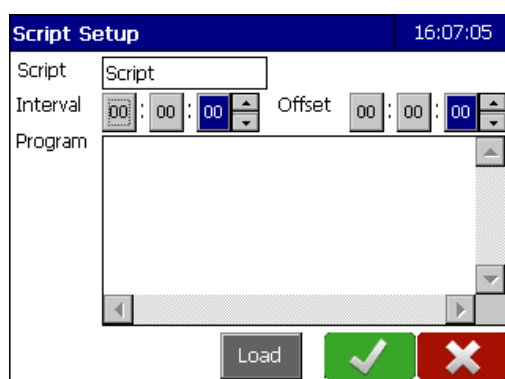 Script Setup 16:07:05
Script Script
Interval 00 : 00 : 00 Offset 00 : 00 : 00
Program
Load